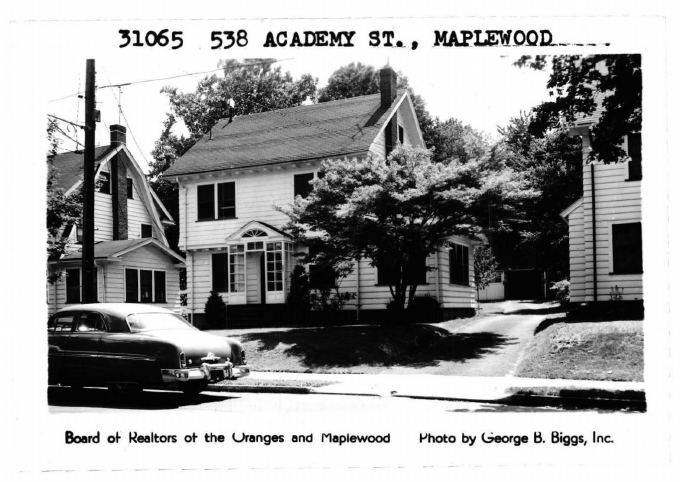 31065 538 ACADEMY ST., MAPLEWOOD
Board of Realtors of the Oranges and Maplewood Photo by George B. Biggs, Inc.